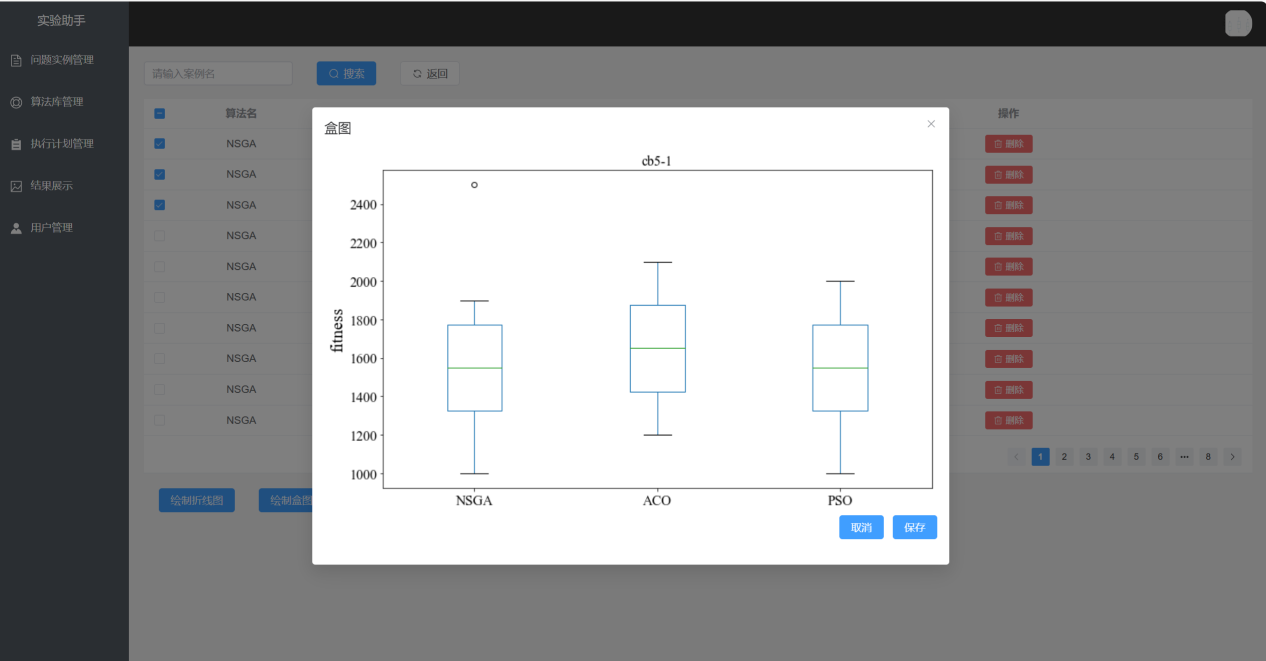 实验助手
问题实例管理
算法库管理
执行计划管理
结果展示
用户管理
请输入案例名
搜索
返回
算法名
操作
NSGA
删除
NSGA
删除
NSGA
删除
NSGA
删除
NSGA
删除
NSGA
删除
NSGA
删除
NSGA
删除
NSGA
删除
NSGA
删除
1 2 3 4 5 6 ••• 8
绘制折线图
绘制盒图
盒图
cb5-1
fitness
2400
2200
2000
1800
1600
1400
1200
1000
NSGA ACO PSO
取消
保存